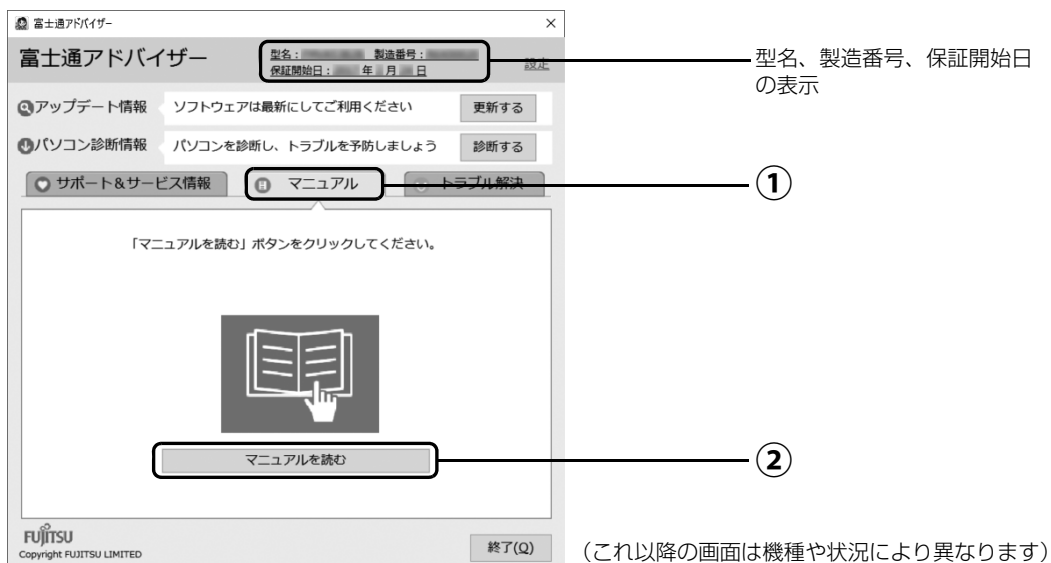 富士通アドバイザー
×
富士通アドバイザー
型名： 製造番号：
保証開始日： 年 月 日
設定
型名、製造番号、保証開始日
の表示
アップデート情報
ソフトウェアは最新にしてご利用ください
更新する
パソコン診断情報
パソコンを診断し、トラブルを予防しましょう
診断する
サポート＆サービス情報
マニュアル
トラブル解決
①
「マニュアルを読む」ボタンをクリックしてください。
マニュアルを読む
②
FUJITSU
Copyright FUJITSU LIMITED
終了(Q)
（これ以降の画面は機種や状況により異なります）